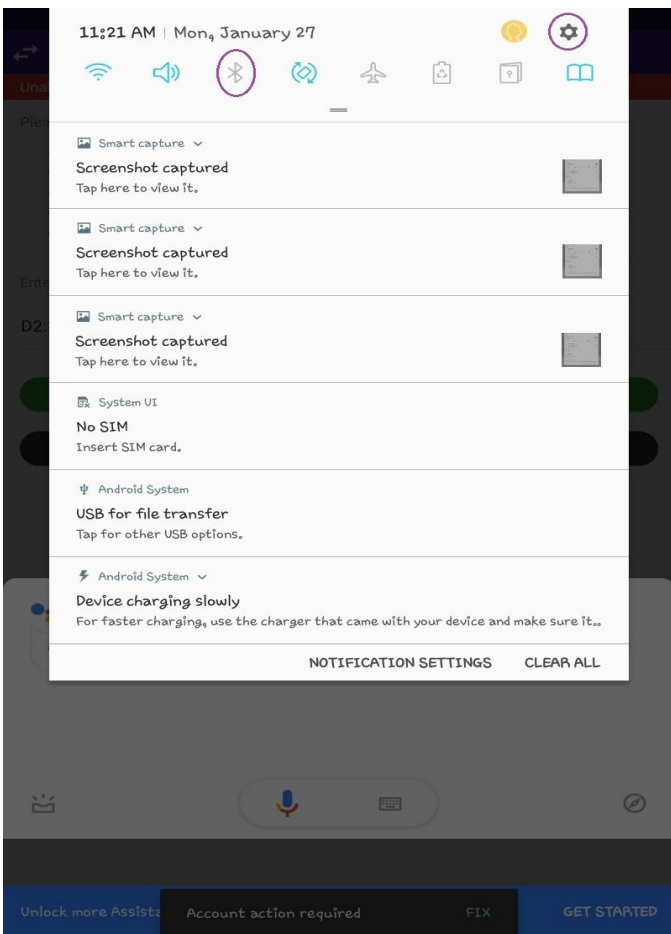 11:21 AM | Mon, January 27
Smart capture
Screenshot captured
Tap here to view it.
Smart capture
Screenshot captured
Tap here to view it.
Smart capture
Screenshot captured
Tap here to view it.
System UI
No SIM
Insert SIM card.
Android System
USB for file transfer
Tap for other USB options.
Android System
Device charging slowly
For faster charging, use the charger that came with your device and make sure it..
NOTIFICATION SETTINGS CLEAR ALL
Unlock more Account action required FIX GET STARTED